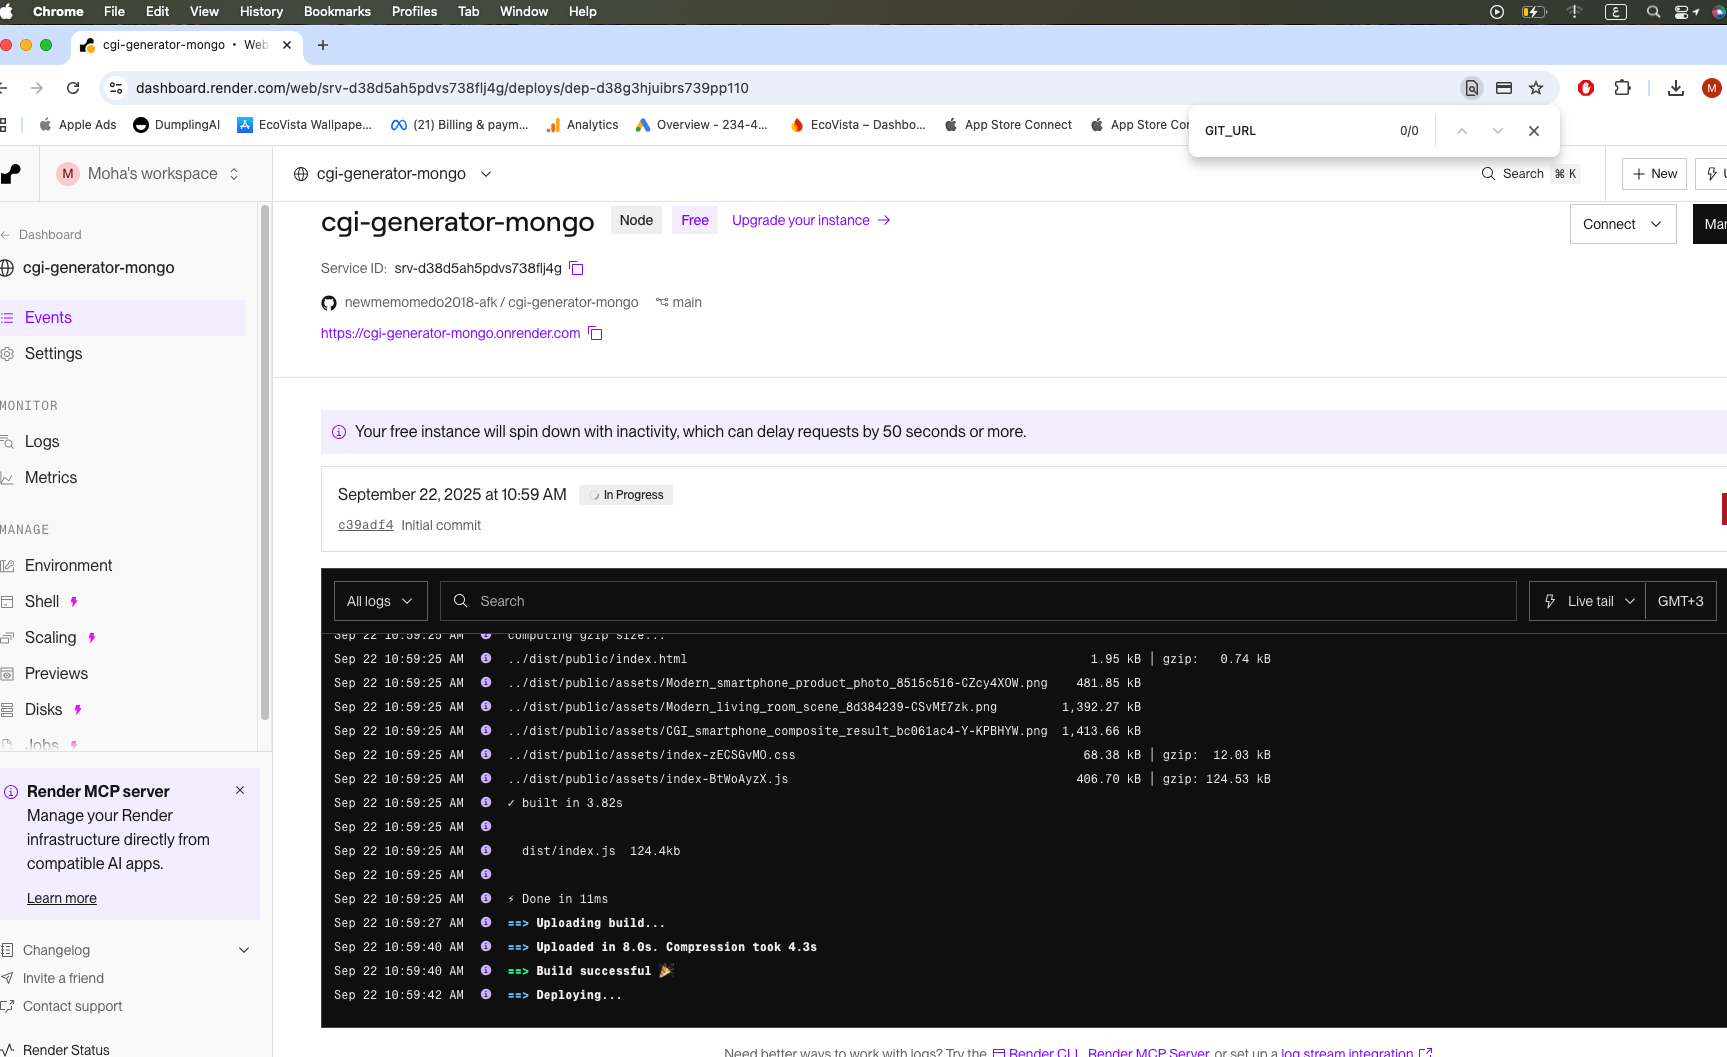 Chrome File Edit View History Bookmarks Profiles Tab Window Help ع
cgi-generator-mongo • Web
dashboard.render.com/web/srv-d38d5ah5pdvs738flj4g/deploys/dep-d38g3hjuibrs739pp110 M
Apple Ads DumplingAI EcoVista Wallpape... (21) Billing & paym... Analytics Overview - 234-4... EcoVista – Dashbo... App Store Connect App Store Cor
GIT_URL 0/0
M Moha's workspace cgi-generator-mongo Search ⌘ K + New
Dashboard
cgi-generator-mongo
Events
Settings
MONITOR
Logs
Metrics
MANAGE
Environment
Shell
Scaling
Previews
Disks
Jobs
Render MCP server
Manage your Render
infrastructure directly from
compatible AI apps.
Learn more
Changelog
Invite a friend
Contact support
Render Status
cgi-generator-mongo Node Free Upgrade your instance → Connect
Service ID: srv-d38d5ah5pdvs738flj4g
newmemomedo2018-afk / cgi-generator-mongo main
https://cgi-generator-mongo.onrender.com
Your free instance will spin down with inactivity, which can delay requests by 50 seconds or more.
September 22, 2025 at 10:59 AM In Progress
c39adf4 Initial commit
All logs Search Live tail GMT+3
Sep 22 10:59:25 AM computing gzip size...
Sep 22 10:59:25 AM ../dist/public/index.html 1.95 kB │ gzip: 0.74 kB
Sep 22 10:59:25 AM ../dist/public/assets/Modern_smartphone_product_photo_8515c516-CZcy4XOW.png 481.85 kB
Sep 22 10:59:25 AM ../dist/public/assets/Modern_living_room_scene_8d384239-CSvMf7zk.png 1,392.27 kB
Sep 22 10:59:25 AM ../dist/public/assets/CGI_smartphone_composite_result_bc061ac4-Y-KPBHYW.png 1,413.66 kB
Sep 22 10:59:25 AM ../dist/public/assets/index-zECSGvMO.css 68.38 kB │ gzip: 12.03 kB
Sep 22 10:59:25 AM ../dist/public/assets/index-BtWoAyzX.js 406.70 kB │ gzip: 124.53 kB
Sep 22 10:59:25 AM ✓ built in 3.82s
Sep 22 10:59:25 AM
Sep 22 10:59:25 AM dist/index.js 124.4kb
Sep 22 10:59:25 AM
Sep 22 10:59:25 AM ⚡ Done in 11ms
Sep 22 10:59:27 AM ==> Uploading build...
Sep 22 10:59:40 AM ==> Uploaded in 8.0s. Compression took 4.3s
Sep 22 10:59:40 AM ==> Build successful 🎉
Sep 22 10:59:42 AM ==> Deploying...
Need better ways to work with logs? Try the Render CLI, Render MCP Server, or set up a log stream integration